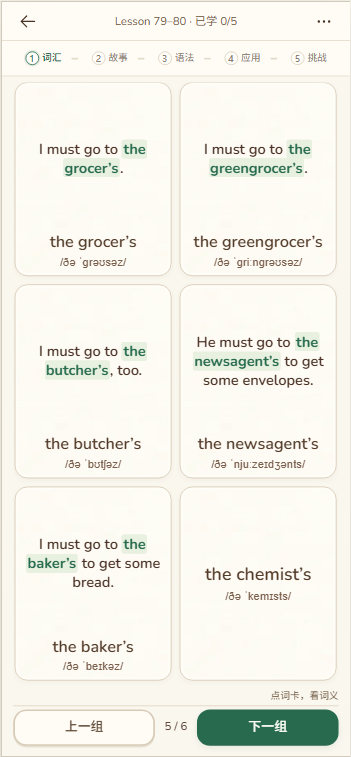 Lesson 79–80 · 已学 0/5
1 词汇 – 2 故事 – 3 语法 – 4 应用 – 5 挑战
I must go to the
grocer’s.
the grocer’s
/ðə ˈɡrəʊsəz/
I must go to the
greengrocer’s.
the greengrocer’s
/ðə ˈɡriːnɡrəʊsəz/
I must go to the
butcher’s, too.
the butcher’s
/ðə ˈbʊtʃəz/
He must go to the
newsagent’s to get
some envelopes.
the newsagent’s
/ðə ˈnjuːzeɪdʒənts/
I must go to the
baker’s to get some
bread.
the baker’s
/ðə ˈbeɪkəz/
the chemist’s
/ðə ˈkemɪsts/
点词卡，看词义
上一组 5 / 6 下一组